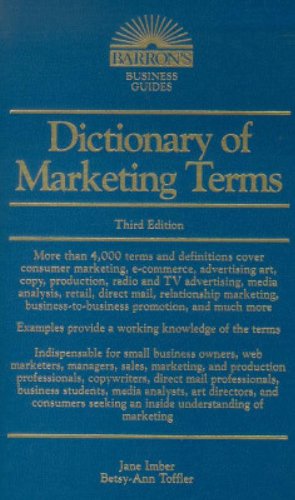 BARRON'S
BUSINESS
GUIDES
Dictionary of
Marketing Terms
Third Edition
More than 4,000 terms and definitions cover
consumer marketing, e-commerce, advertising art,
copy, production, radio and TV advertising, media
analysis, retail, direct mail, relationship marketing,
business-to-business promotion, and much more
Examples provide a working knowledge of the terms
Indispensable for small business owners, web
marketers, managers, sales, marketing, and production
professionals, copywriters, direct mail professionals,
business students, media analysts, art directors, and
consumers seeking an inside understanding of
marketing
Jane Imber
Betsy-Ann Toffler